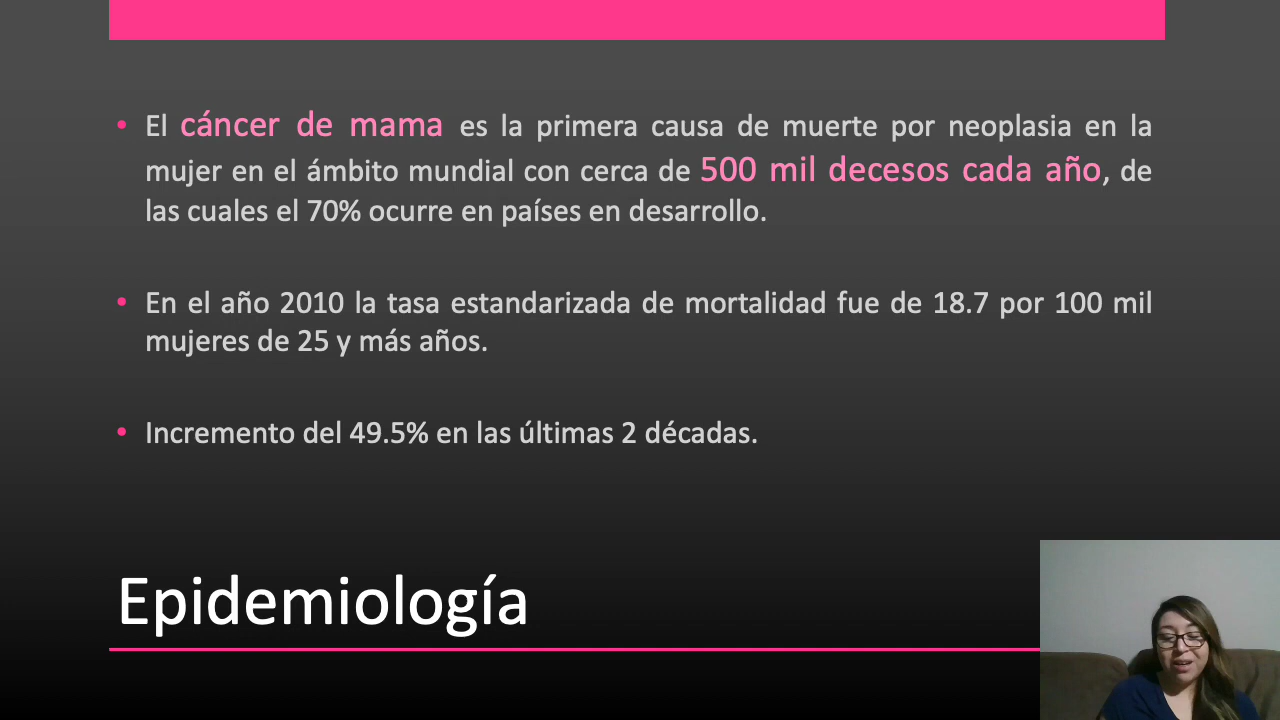 • El cáncer de mama es la primera causa de muerte por neoplasia en la
mujer en el ámbito mundial con cerca de 500 mil decesos cada año, de
las cuales el 70% ocurre en países en desarrollo.
• En el año 2010 la tasa estandarizada de mortalidad fue de 18.7 por 100 mil
mujeres de 25 y más años.
• Incremento del 49.5% en las últimas 2 décadas.
Epidemiología